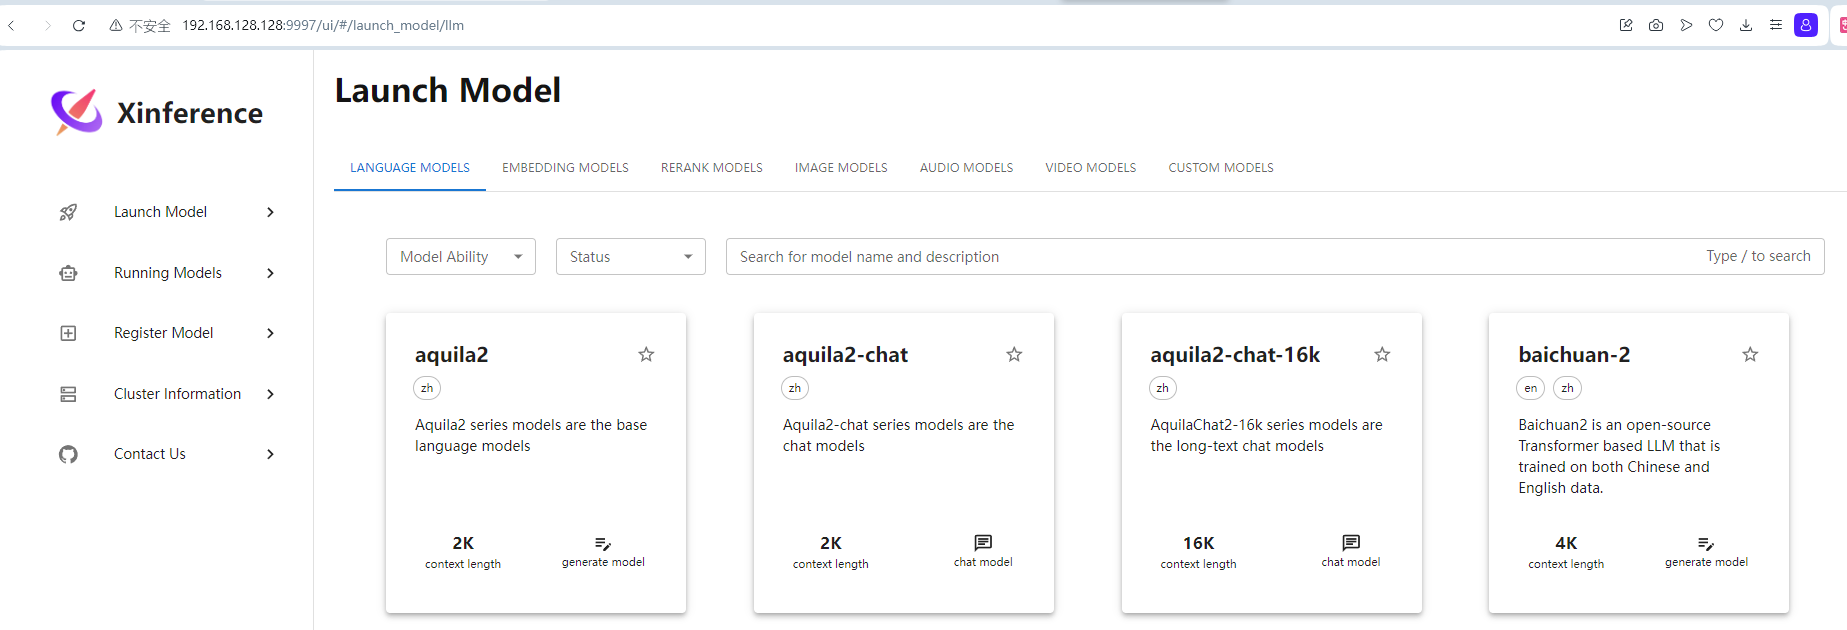 不安全 192.168.128.128:9997/ui/#/launch_model/llm
Xinference
Launch Model
Running Models
Register Model
Cluster Information
Contact Us
Launch Model
LANGUAGE MODELS EMBEDDING MODELS RERANK MODELS IMAGE MODELS AUDIO MODELS VIDEO MODELS CUSTOM MODELS
Model Ability Status Search for model name and description Type / to search
aquila2
zh
Aquila2 series models are the base
language models
2K
context length
generate model
aquila2-chat
zh
Aquila2-chat series models are the
chat models
2K
context length
chat model
aquila2-chat-16k
zh
AquilaChat2-16k series models are
the long-text chat models
16K
context length
chat model
baichuan-2
en zh
Baichuan2 is an open-source
Transformer based LLM that is
trained on both Chinese and
English data.
4K
context length
generate model